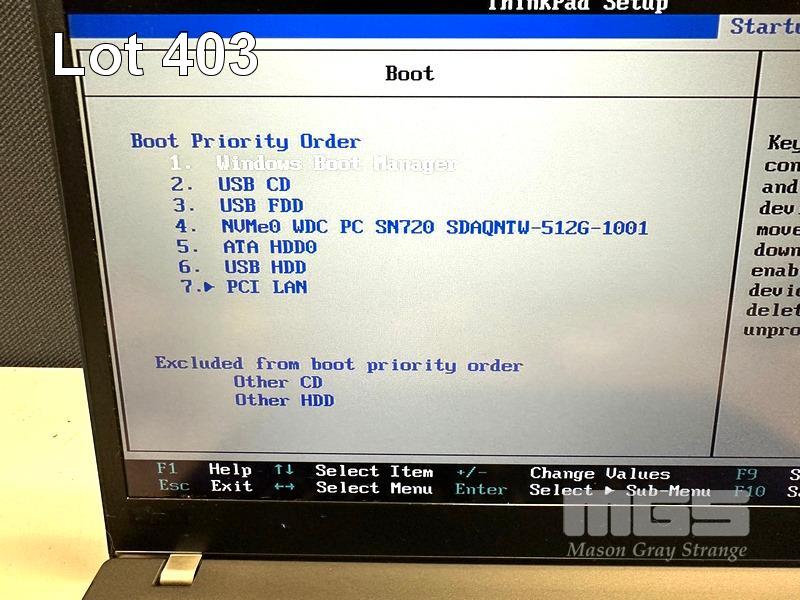 ThinkPad Setup
Startu
Lot 403
Boot
Boot Priority Order
1. Windows Boot Manager
2. USB CD
3. USB FDD
4. NVMe0 WDC PC SN720 SDAQNTW-512G-1001
5. ATA HDD0
6. USB HDD
7.▶ PCI LAN
Excluded from boot priority order
Other CD
Other HDD
Key
con
and
dev
move
down
enab
devic
delet
unpro
F1 Help ↑↓ Select Item +/- Change Values F9 S
Esc Exit ←→ Select Menu Enter Select ▶ Sub-Menu F10 Sa
MGS
Mason Gray Strange